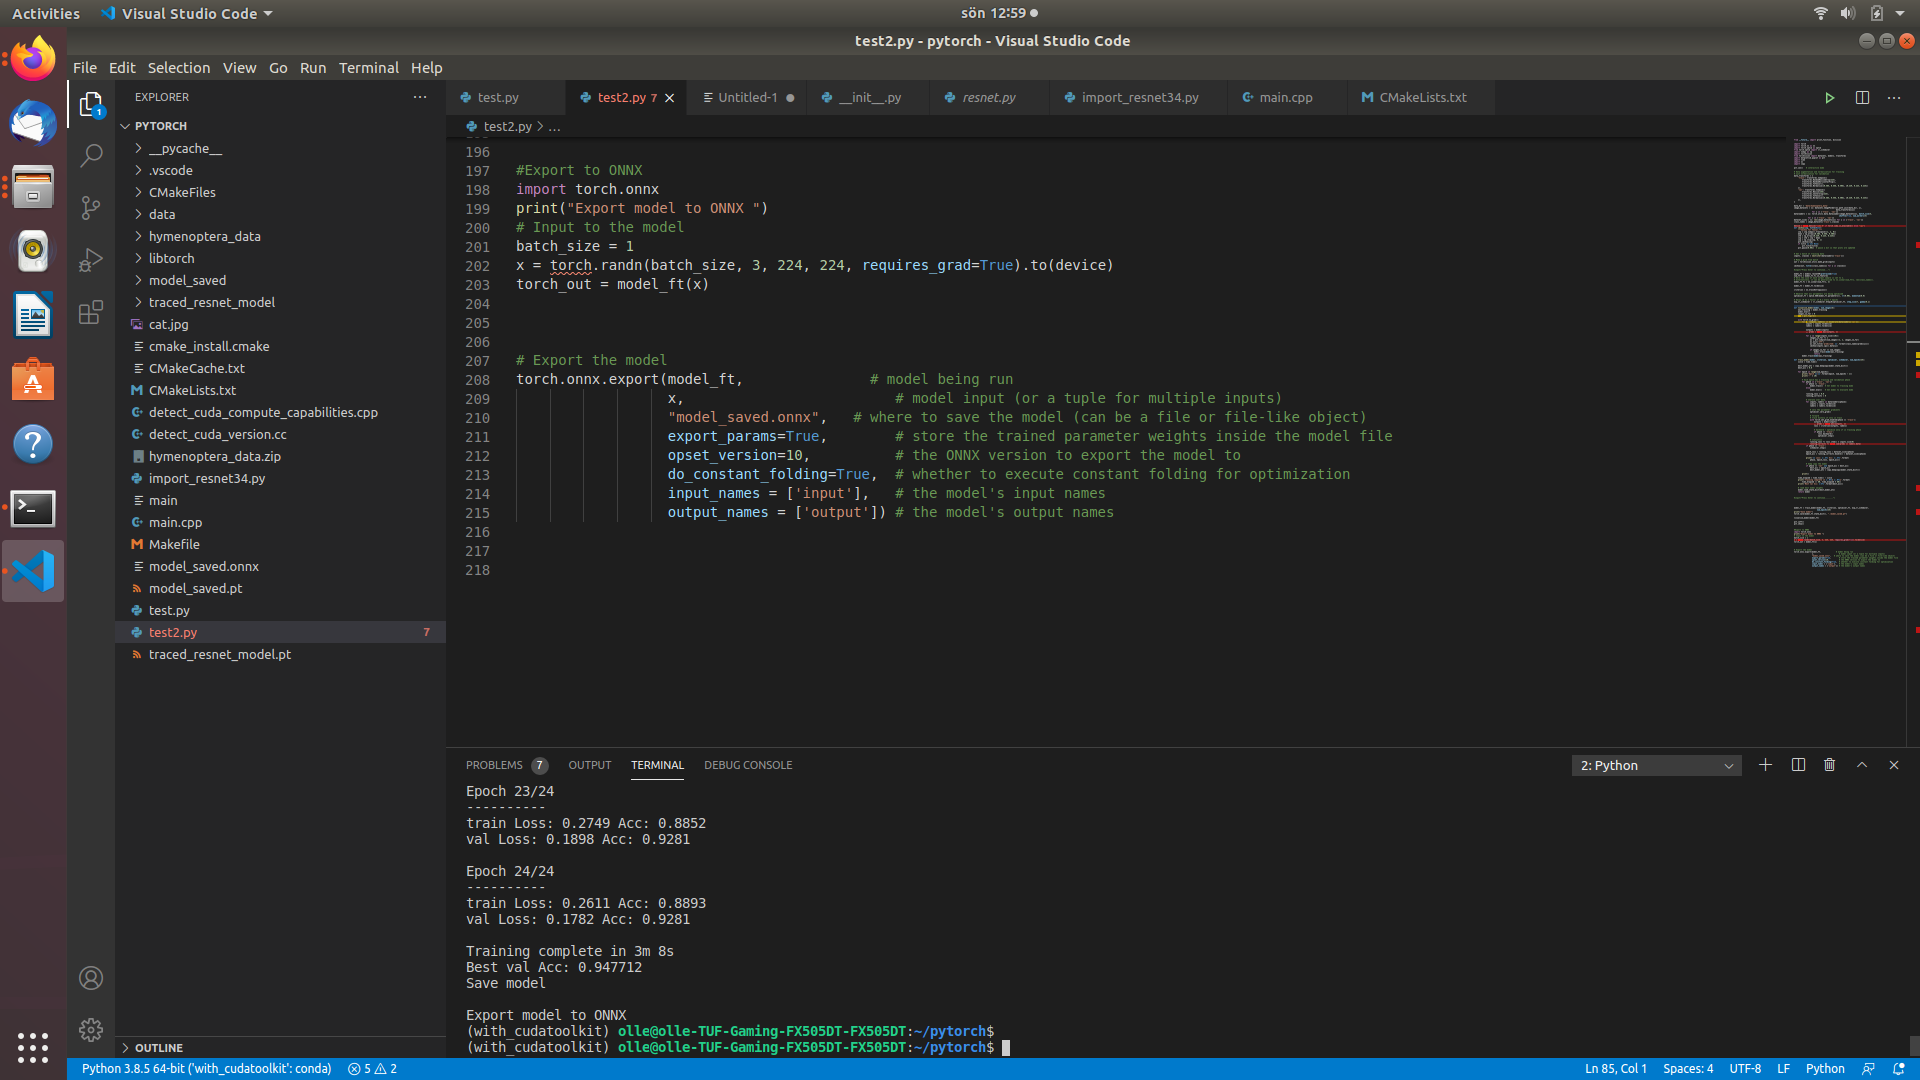 Activities
Visual Studio Code
sön 12:59
test2.py - pytorch - Visual Studio Code
File Edit Selection View Go Run Terminal Help
EXPLORER
PYTORCH
__pycache__
.vscode
CMakeFiles
data
hymenoptera_data
libtorch
model_saved
traced_resnet_model
cat.jpg
cmake_install.cmake
CMakeCache.txt
CMakeLists.txt
detect_cuda_compute_capabilities.cpp
detect_cuda_version.cc
hymenoptera_data.zip
import_resnet34.py
main
main.cpp
Makefile
model_saved.onnx
model_saved.pt
test.py
test2.py 7
traced_resnet_model.pt
OUTLINE
1
test.py
test2.py 7
Untitled-1
__init__.py
resnet.py
import_resnet34.py
main.cpp
CMakeLists.txt
test2.py > ...
196
197 #Export to ONNX
198 import torch.onnx
199 print("Export model to ONNX ")
200 # Input to the model
201 batch_size = 1
202 x = torch.randn(batch_size, 3, 224, 224, requires_grad=True).to(device)
203 torch_out = model_ft(x)
204
205
206
207 # Export the model
208 torch.onnx.export(model_ft, # model being run
209 x, # model input (or a tuple for multiple inputs)
210 "model_saved.onnx", # where to save the model (can be a file or file-like object)
211 export_params=True, # store the trained parameter weights inside the model file
212 opset_version=10, # the ONNX version to export the model to
213 do_constant_folding=True, # whether to execute constant folding for optimization
214 input_names = ['input'], # the model's input names
215 output_names = ['output']) # the model's output names
216
217
218
PROBLEMS 7 OUTPUT TERMINAL DEBUG CONSOLE
2: Python
Epoch 23/24
----------
train Loss: 0.2749 Acc: 0.8852
val Loss: 0.1898 Acc: 0.9281
Epoch 24/24
----------
train Loss: 0.2611 Acc: 0.8893
val Loss: 0.1782 Acc: 0.9281
Training complete in 3m 8s
Best val Acc: 0.947712
Save model
Export model to ONNX
(with_cudatoolkit) olle@olle-TUF-Gaming-FX505DT-FX505DT:~/pytorch$
(with_cudatoolkit) olle@olle-TUF-Gaming-FX505DT-FX505DT:~/pytorch$
Python 3.8.5 64-bit ('with_cudatoolkit': conda) 5 2
Ln 85, Col 1 Spaces: 4 UTF-8 LF Python